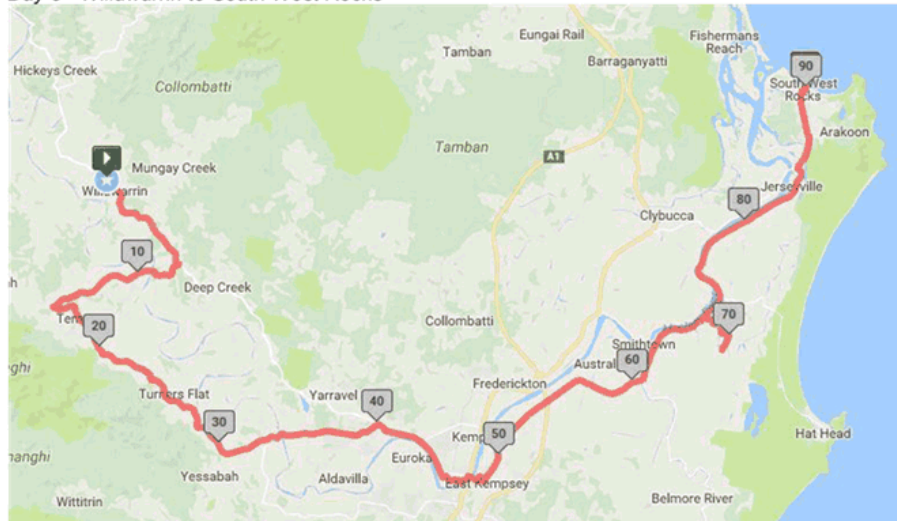 Eungai Rail
Fishermans
Reach
Tamban
Barraganyatti
90
Hickeys Creek
South West
Rocks
Collombatti
Arakoon
Tamban
A1
Mungay Creek
Jerseyville
80
Clybucca
10
Deep Creek
70
Collombatti
20
Smithtown
60
Frederickton
Turners Flat
Yarravel
40
30
50
Euroka
Hat Head
Yessabah
Aldavilla
East Kempsey
Wittitrin
Belmore River